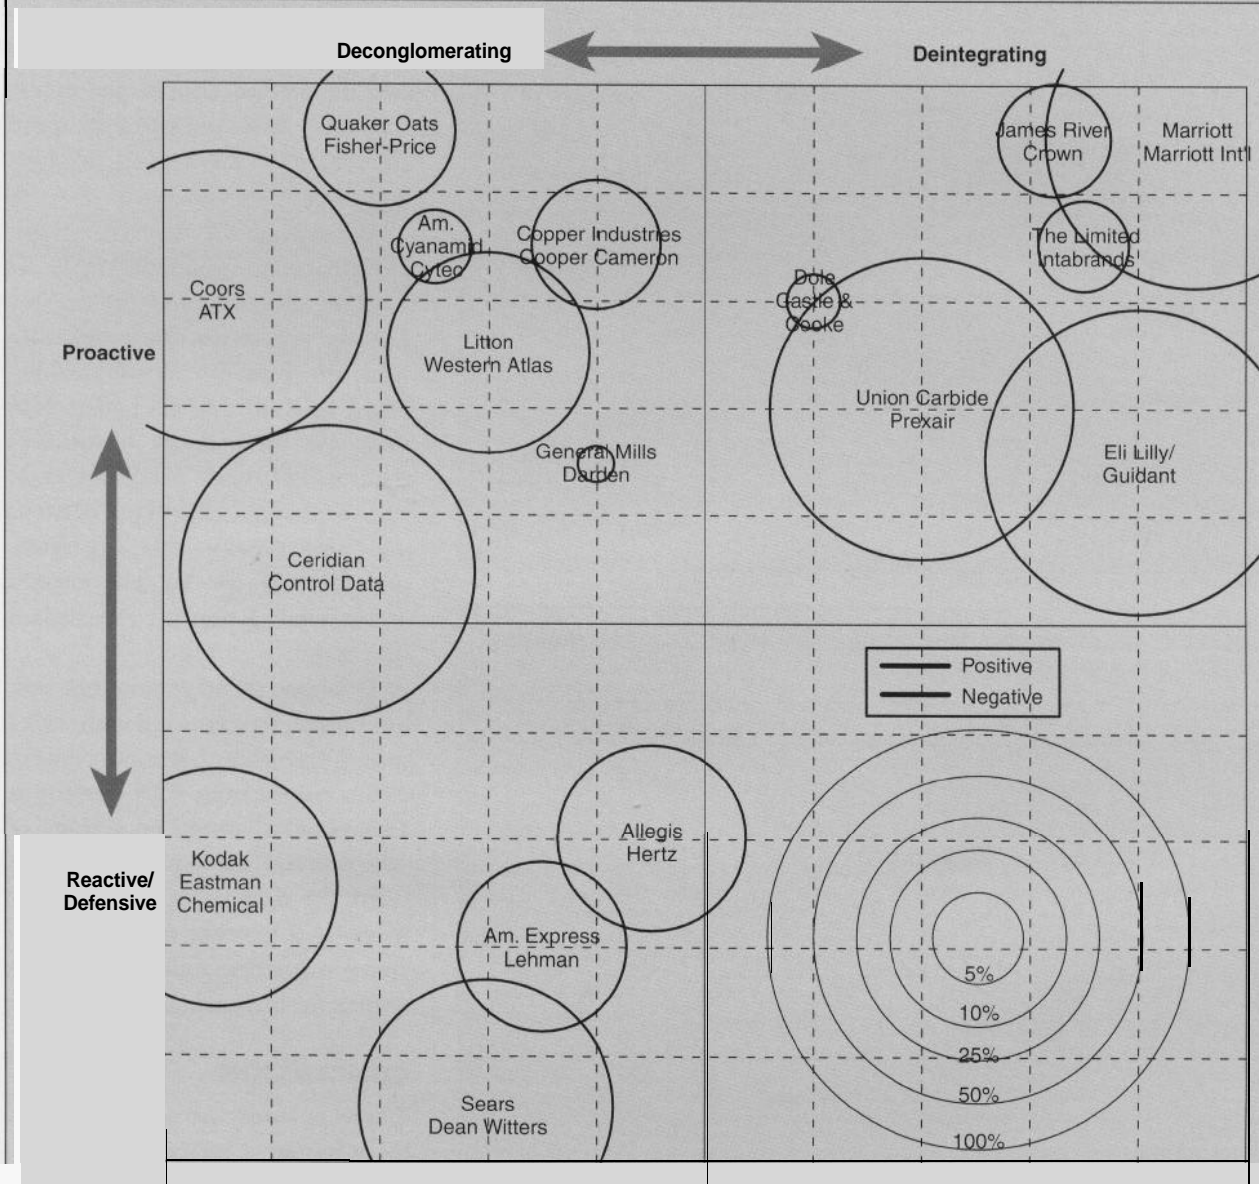 Deconglomerating
Deintegrating
Quaker Oats
Fisher-Price
James River
Crown
Marriott
Marriott Int'l
Am.
Cyanamid
Cytec
Copper Industries
Cooper Cameron
The Limited
Intabrands
Coors
ATX
Dole
Castle &
Cooke
Proactive
Litton
Western Atlas
Union Carbide
Prexair
General Mills
Darden
Eli Lilly/
Guidant
Ceridian
Control Data
Positive
Negative
Allegis
Hertz
Kodak
Eastman
Chemical
Reactive/
Defensive
Am. Express
Lehman
5%
10%
25%
50%
100%
Sears
Dean Witters